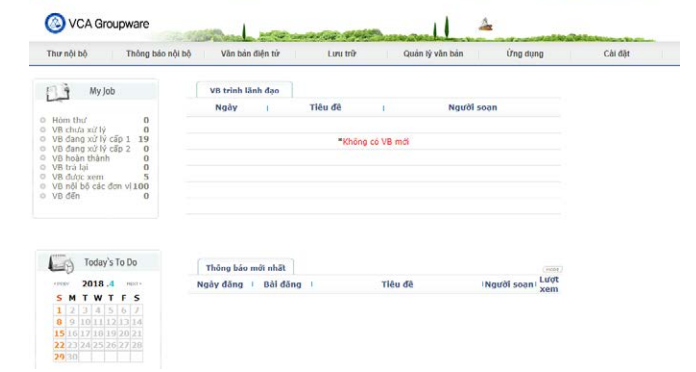 VCA Groupware
Thư nội bộ Thông báo nội bộ Văn bản điện tử Lưu trữ Quản lý văn bản Ứng dụng Cài đặt
My Job
Hòm thư 0
VB chưa xử lý 0
VB đang xử lý cấp 1 19
VB đang xử lý cấp 2 0
VB hoàn thành 0
VB trả lại 0
VB được xem 5
VB nội bộ các đơn vị 100
VB đến 0
VB trình lãnh đạo
Ngày Tiêu đề Người soạn
*Không có VB mới
Today's To Do
2018 .4
S M T W T F S
1 2 3 4 5 6 7
8 9 10 11 12 13 14
15 16 17 18 19 20 21
22 23 24 25 26 27 28
29 30
Thông báo mới nhất
HOME
Ngày đăng Bài đăng Tiêu đề Người soạn Lượt xem